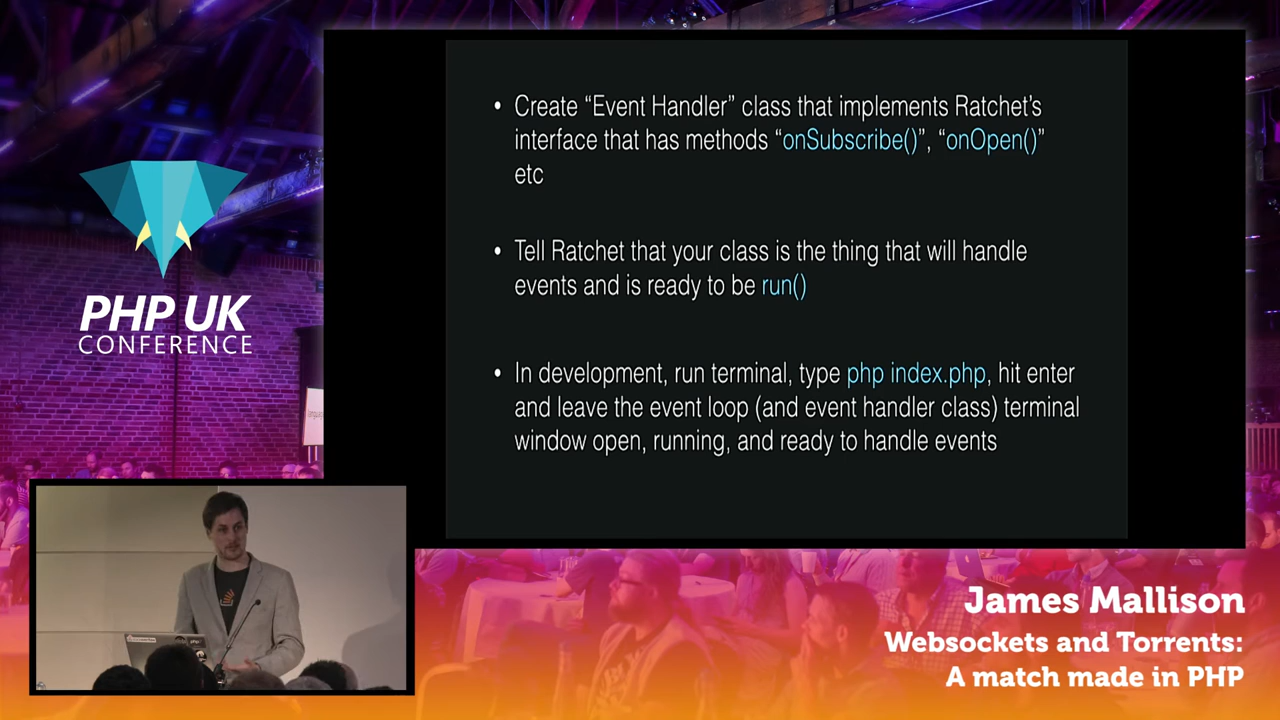 • Create “Event Handler” class that implements Ratchet’s
interface that has methods “onSubscribe()”, “onOpen()”
etc
• Tell Ratchet that your class is the thing that will handle
events and is ready to be run()
• In development, run terminal, type php index.php, hit enter
and leave the event loop (and event handler class) terminal
window open, running, and ready to handle events
PHP UK
CONFERENCE
James Mallison
Websockets and Torrents:
A match made in PHP